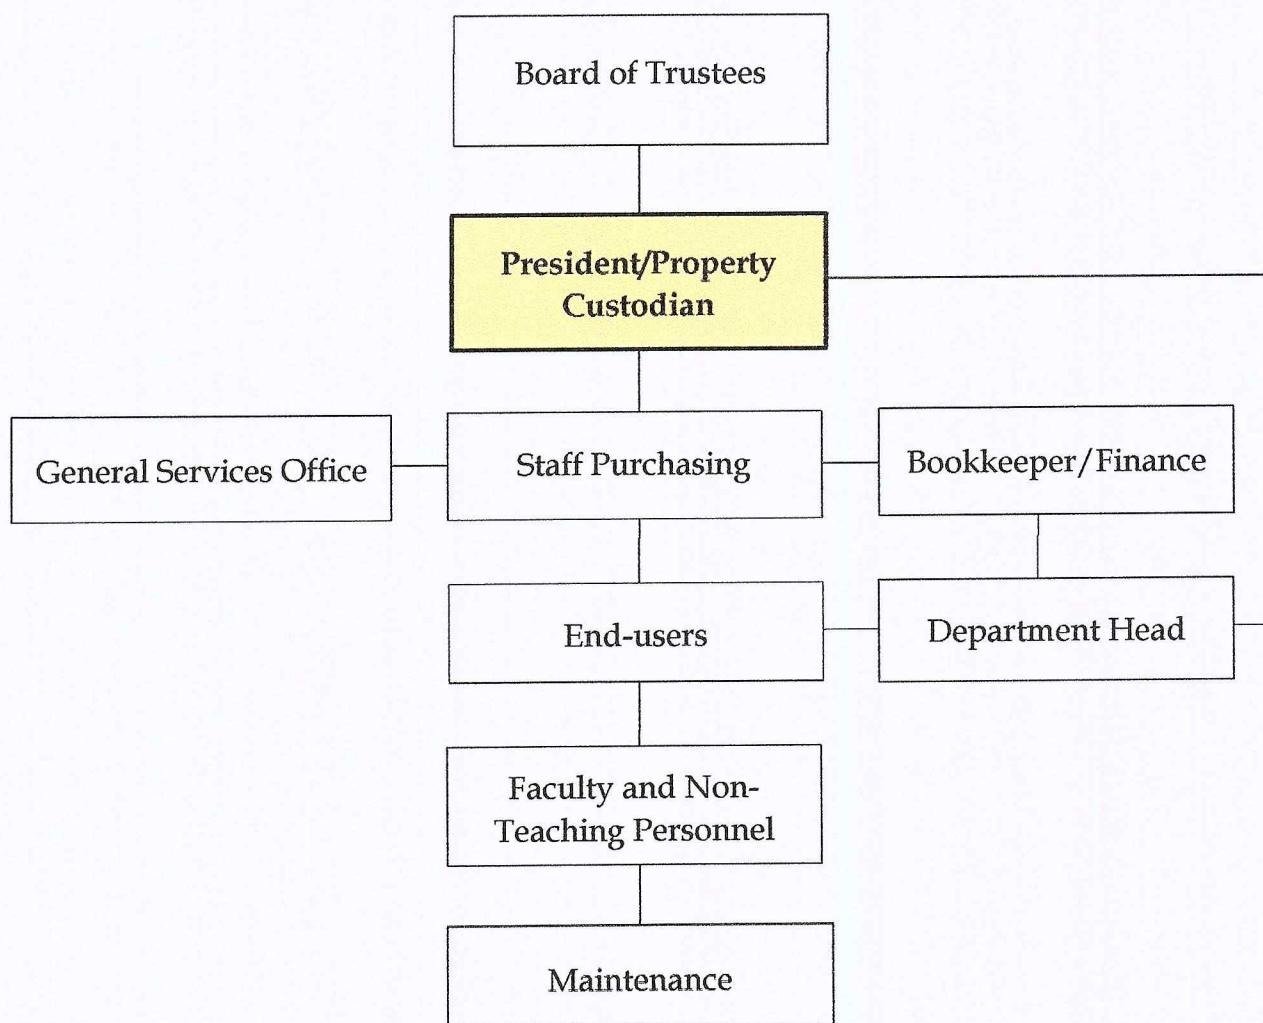 Board of Trustees
President/Property
Custodian
General Services Office
Staff Purchasing
Bookkeeper/Finance
End-users
Department Head
Faculty and Non-
Teaching Personnel
Maintenance